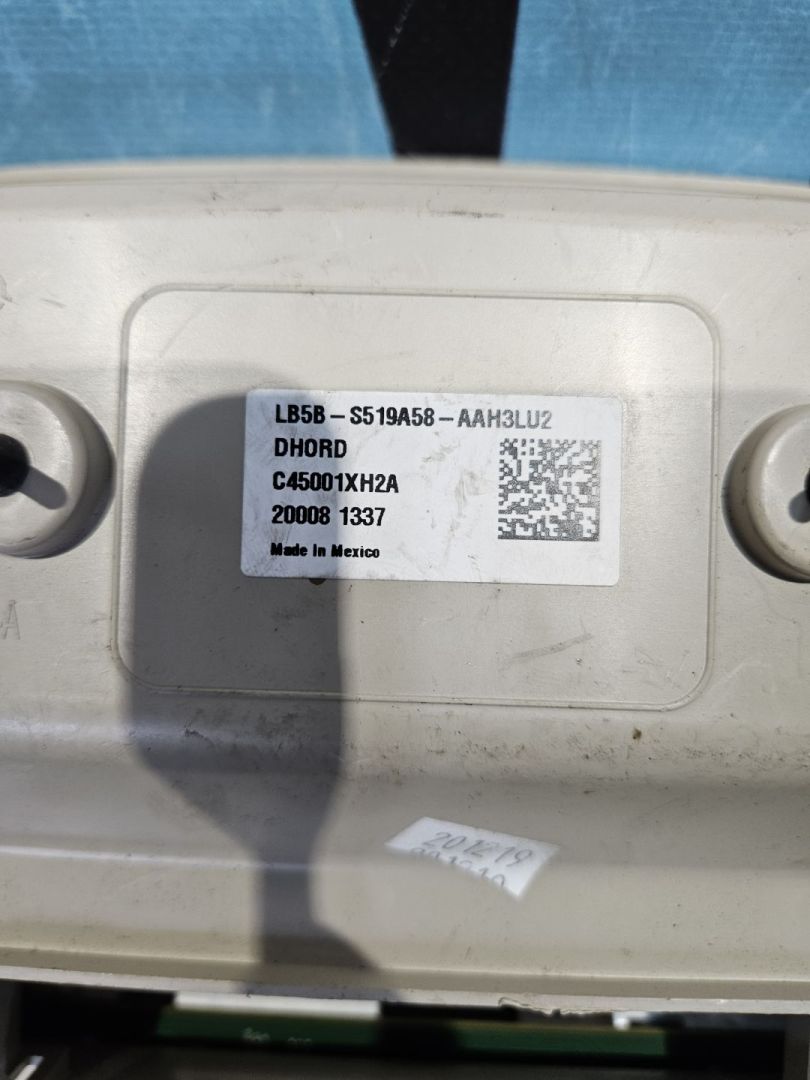 LB5B – S519A58 – AAH3LU2
DHORD
C45001XH2A
20008 1337
Made in Mexico
A
201219